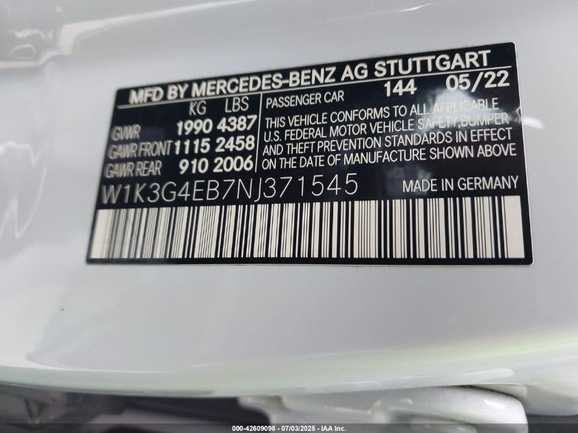 MFD BY MERCEDES-BENZ AG STUTTGART
KG LBS
GVWR 1990 4387
GAWR FRONT 1115 2458
GAWR REAR 910 2006
PASSENGER CAR 144 05/22
THIS VEHICLE CONFORMS TO ALL APPLICABLE
U.S. FEDERAL MOTOR VEHICLE SAFETY,BUMPER
AND THEFT PREVENTION STANDARDS IN EFFECT
ON THE DATE OF MANUFACTURE SHOWN ABOVE.
W1K3G4EB7NJ371545 MADE IN GERMANY
000-42609098 - 07/03/2025 - IAA Inc.